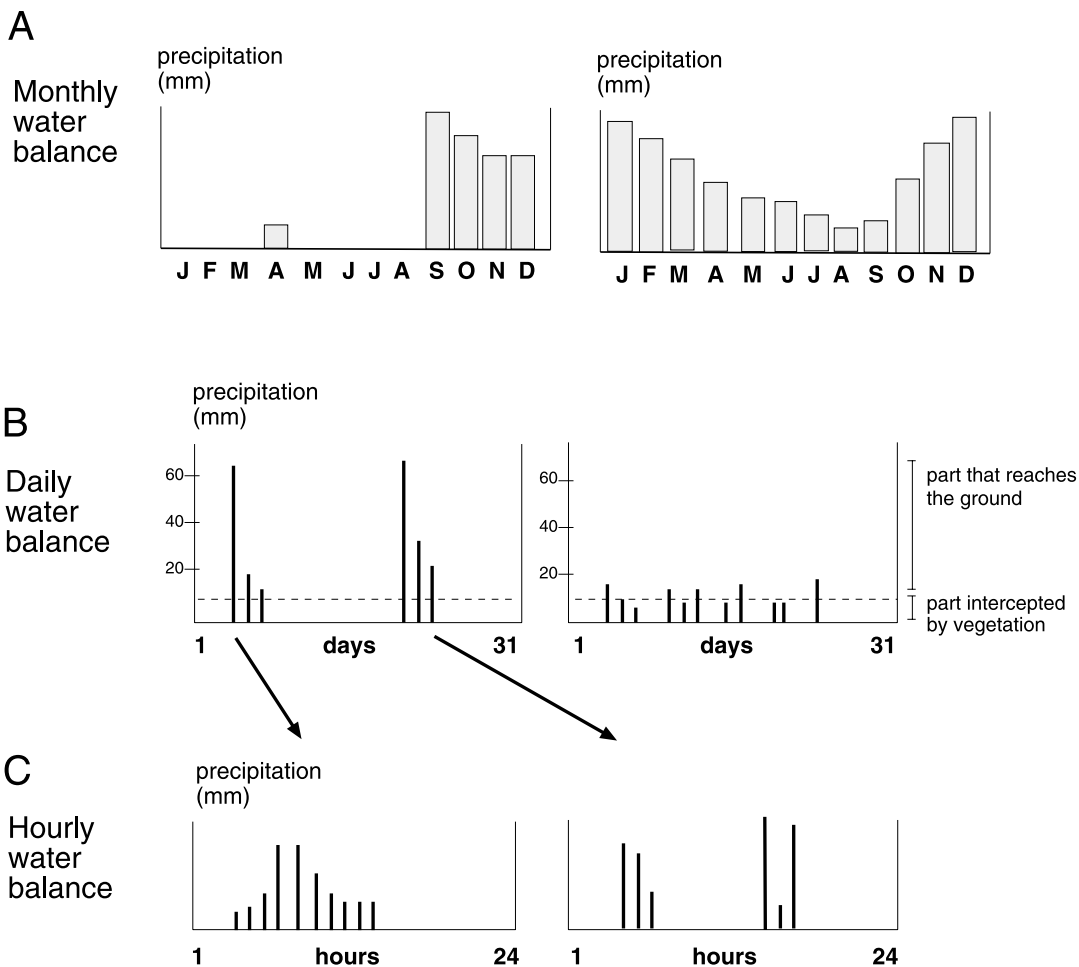 A
Monthly
water
balance
precipitation
(mm)
J F M A M J J A S O N D
precipitation
(mm)
J F M A M J J A S O N D
B
Daily
water
balance
precipitation
(mm)
60
40
20
1 days 31
60
40
20
1 days 31
part that reaches
the ground
part intercepted
by vegetation
C
Hourly
water
balance
precipitation
(mm)
1 hours 24
1 hours 24